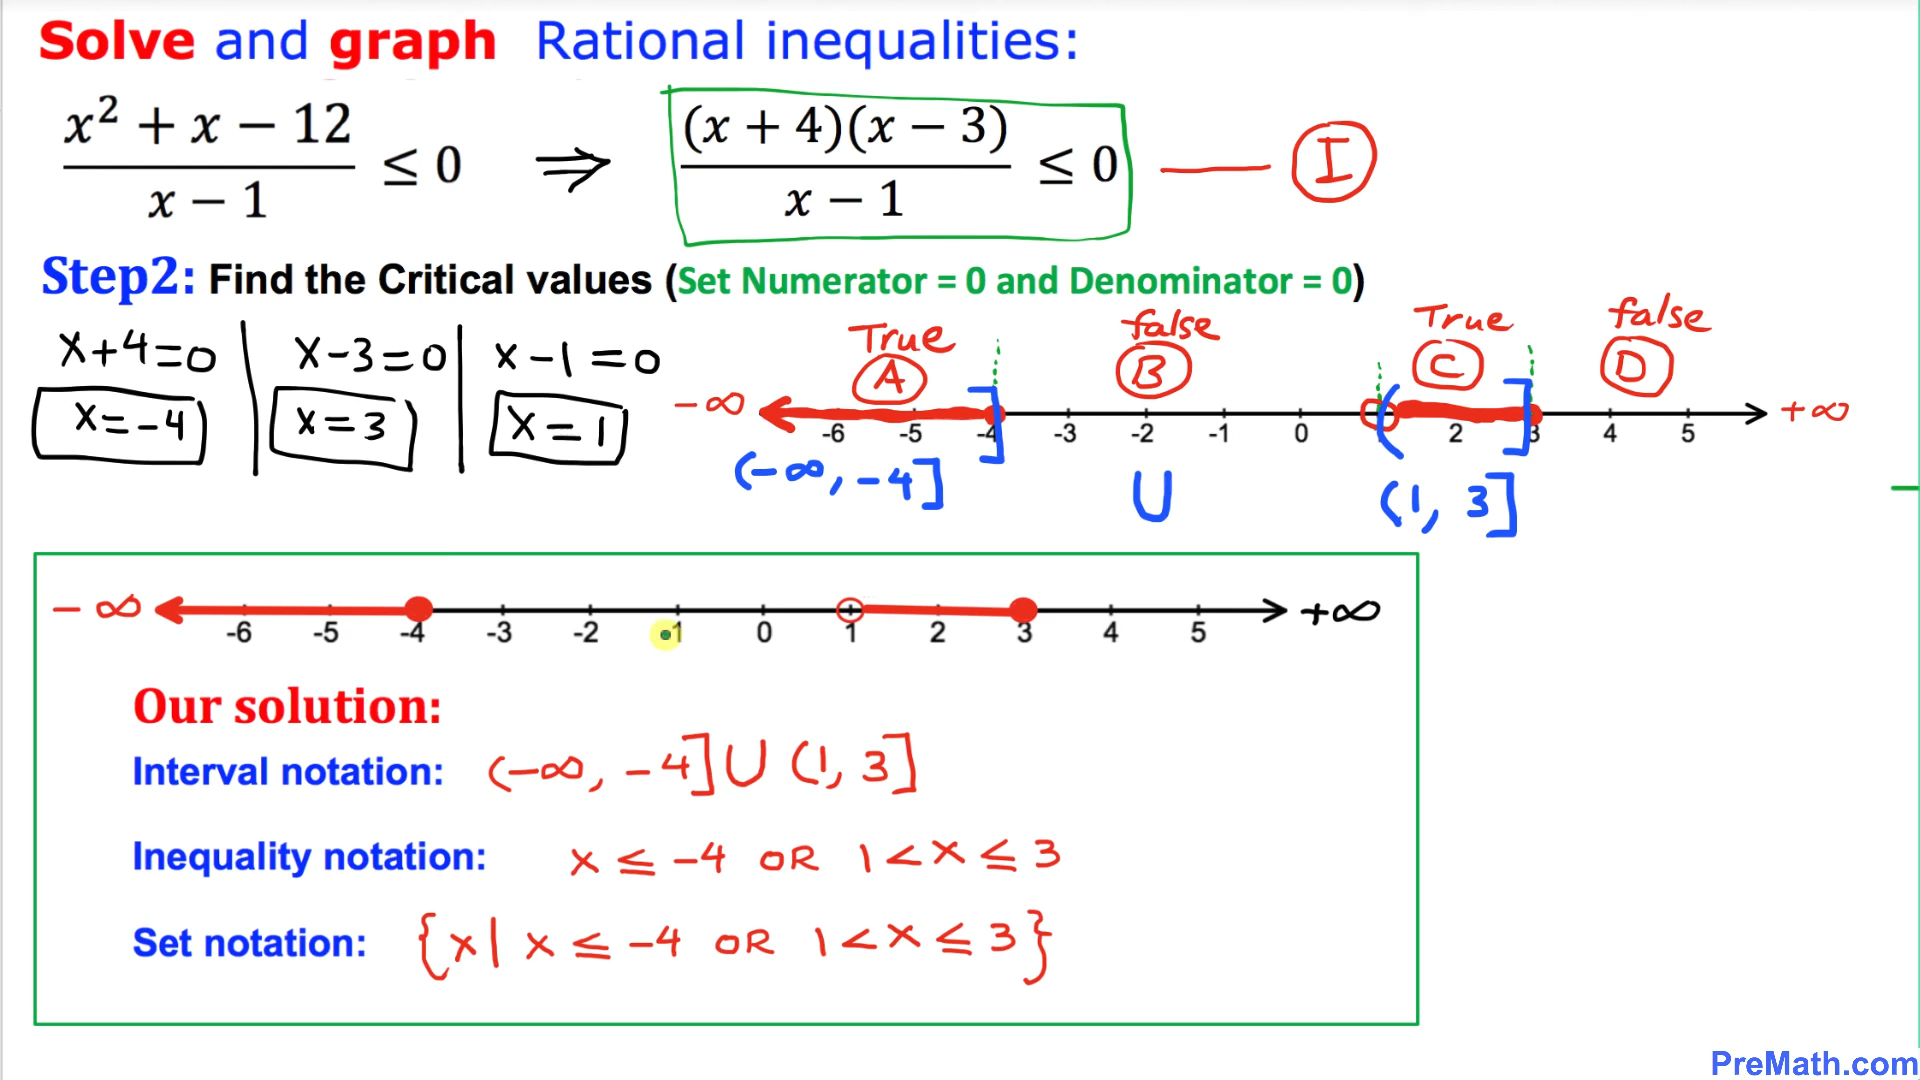 Solve and graph Rational inequalities:
x² + x − 12 / x − 1 ≤ 0 ⇒ (x + 4)(x − 3) / x − 1 ≤ 0 — I
Step2: Find the Critical values (Set Numerator = 0 and Denominator = 0)
x+4=0 | x-3=0 | x-1=0
x=-4 x=3 x=1
True false True false
A B C D
-∞ -6 -5 -4 -3 -2 -1 0 2 3 4 5 +∞
(-∞, -4] U (1, 3]
-∞ +∞
-6 -5 -4 -3 -2 -1 0 1 2 3 4 5
Our solution:
Interval notation: (-∞, -4] U (1, 3]
Inequality notation: x ≤ -4 OR 1 < x ≤ 3
Set notation: {x | x ≤ -4 OR 1 < x ≤ 3}
PreMath.com